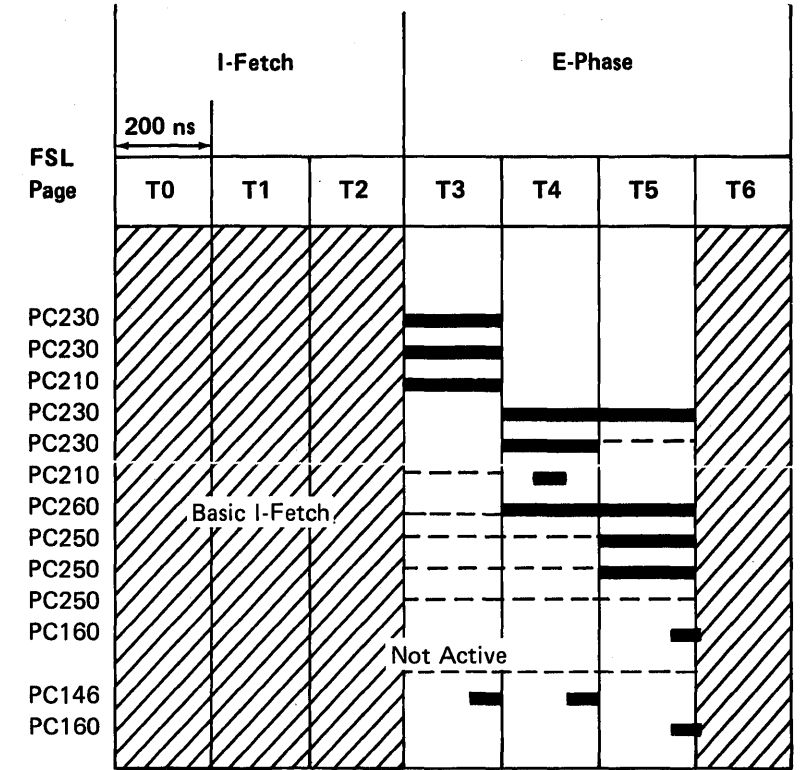 I-Fetch E-Phase
200 ns
FSL
Page T0 T1 T2 T3 T4 T5 T6
PC230
PC230
PC210
PC230
PC230
PC210
PC260
Basic I-Fetch
PC250
PC250
PC250
PC160
Not Active
PC146
PC160